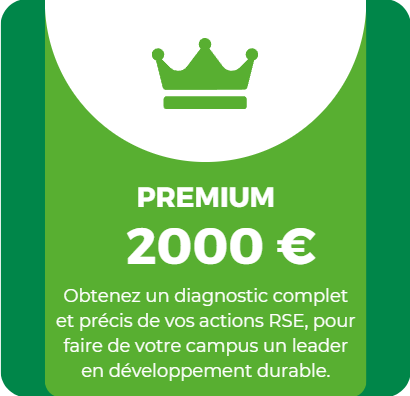 PREMIUM
2000 €
Obtenez un diagnostic complet
et précis de vos actions RSE, pour
faire de votre campus un leader
en développement durable.